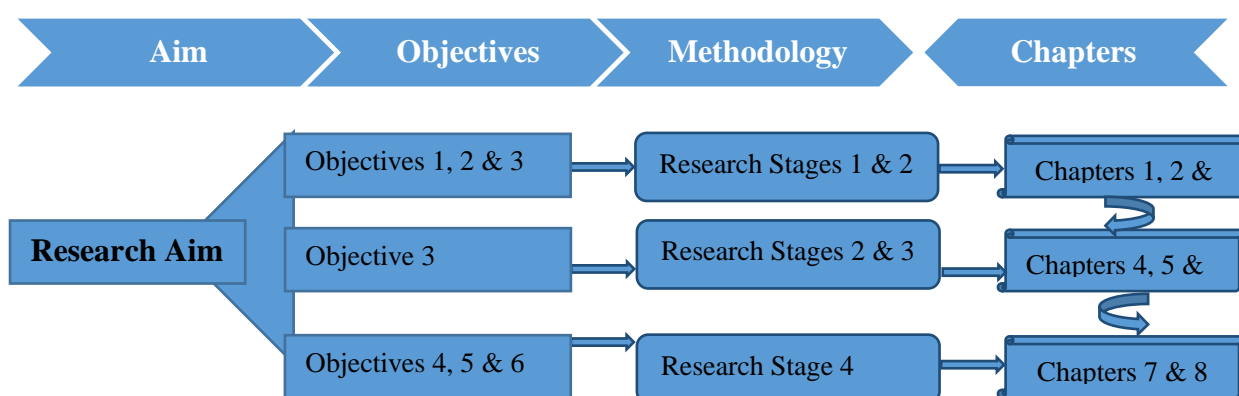 Aim
Objectives
Methodology
Chapters
Research Aim
Objectives 1, 2 & 3
Research Stages 1 & 2
Chapters 1, 2 &
Objective 3
Research Stages 2 & 3
Chapters 4, 5 &
Objectives 4, 5 & 6
Research Stage 4
Chapters 7 & 8